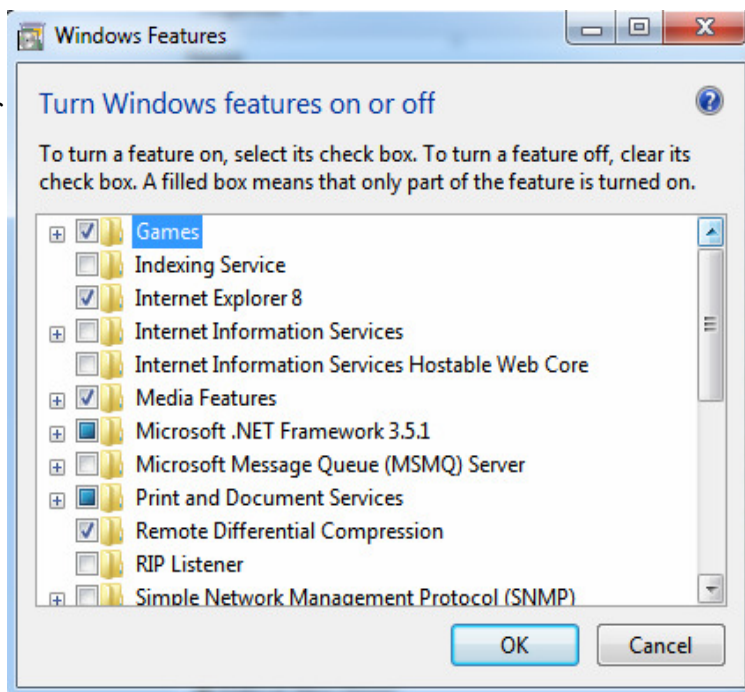 Windows Features
Turn Windows features on or off
To turn a feature on, select its check box. To turn a feature off, clear its
check box. A filled box means that only part of the feature is turned on.
Games
Indexing Service
Internet Explorer 8
Internet Information Services
Internet Information Services Hostable Web Core
Media Features
Microsoft .NET Framework 3.5.1
Microsoft Message Queue (MSMQ) Server
Print and Document Services
Remote Differential Compression
RIP Listener
Simple Network Management Protocol (SNMP)
OK Cancel